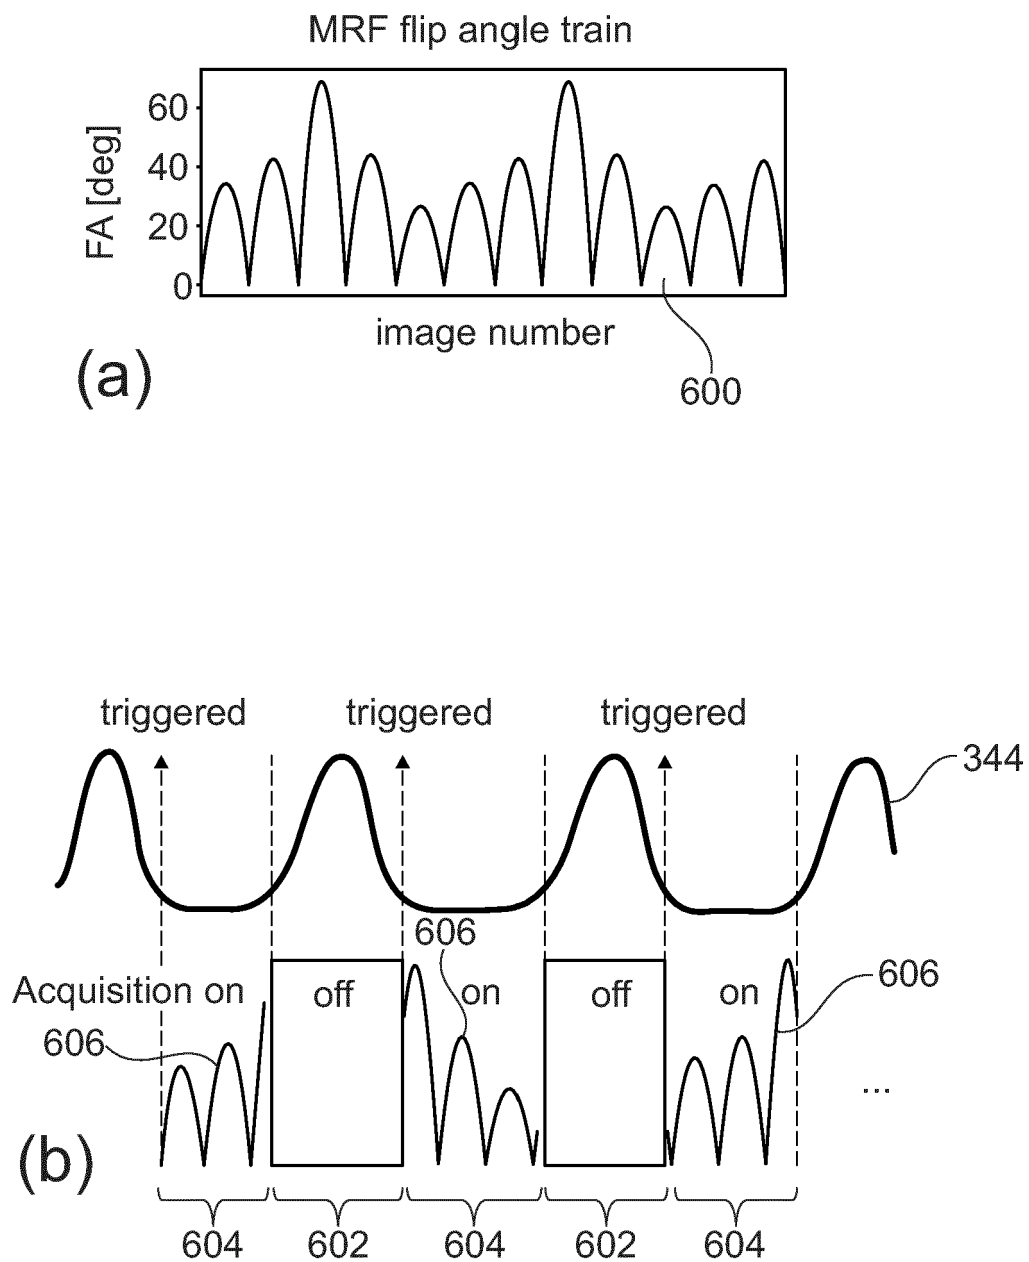 MRF flip angle train
FA [deg]
60
40
20
0
image number
600
(a)
triggered triggered triggered
344
606
Acquisition on off on off on 606
606
...
(b)
604 602 604 602 604